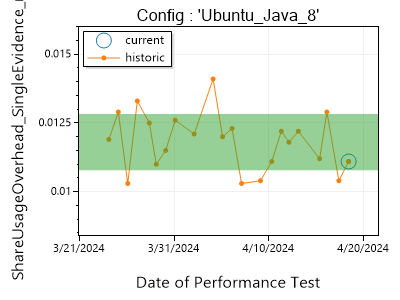 Config : 'Ubuntu_Java_8'
current
historic
0.015
0.0125
0.01
3/21/2024
3/31/2024
4/10/2024
4/20/2024
Date of Performance Test
ShareUsageOverhead_SingleEvidence_